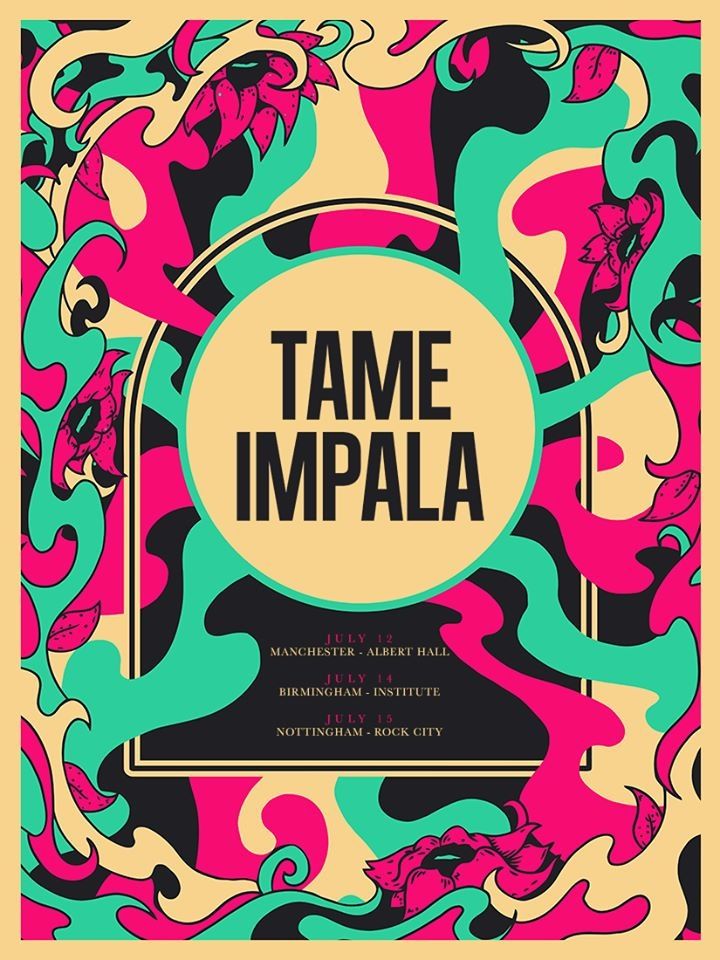 TAME
IMPALA
JULY 12
MANCHESTER - ALBERT HALL
JULY 14
BIRMINGHAM - INSTITUTE
JULY 15
NOTTINGHAM - ROCK CITY